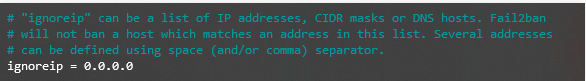 # "ignoreip" can be a list of IP addresses, CIDR masks or DNS hosts. Fail2ban
# will not ban a host which matches an address in this list. Several addresses
# can be defined using space (and/or comma) separator.
ignoreip = 0.0.0.0